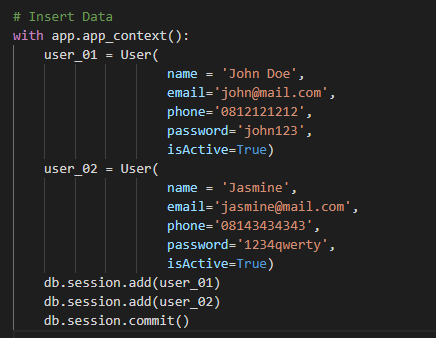 # Insert Data
with app.app_context():
    user_01 = User(
                    name = 'John Doe',
                    email='john@mail.com',
                    phone='0812121212',
                    password='john123',
                    isActive=True)
    user_02 = User(
                    name = 'Jasmine',
                    email='jasmine@mail.com',
                    phone='08143434343',
                    password='1234qwerty',
                    isActive=True)
    db.session.add(user_01)
    db.session.add(user_02)
    db.session.commit()